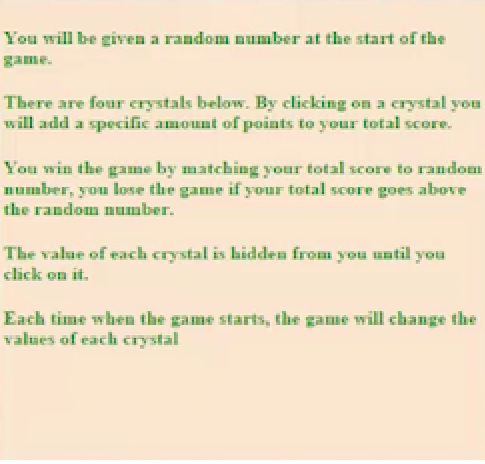 You will be given a random number at the start of the
game.
There are four crystals below. By clicking on a crystal you
will add a specific amount of points to your total score.
You win the game by matching your total score to random
number, you lose the game if your total score goes above
the random number.
The value of each crystal is hidden from you until you
click on it.
Each time when the game starts, the game will change the
values of each crystal